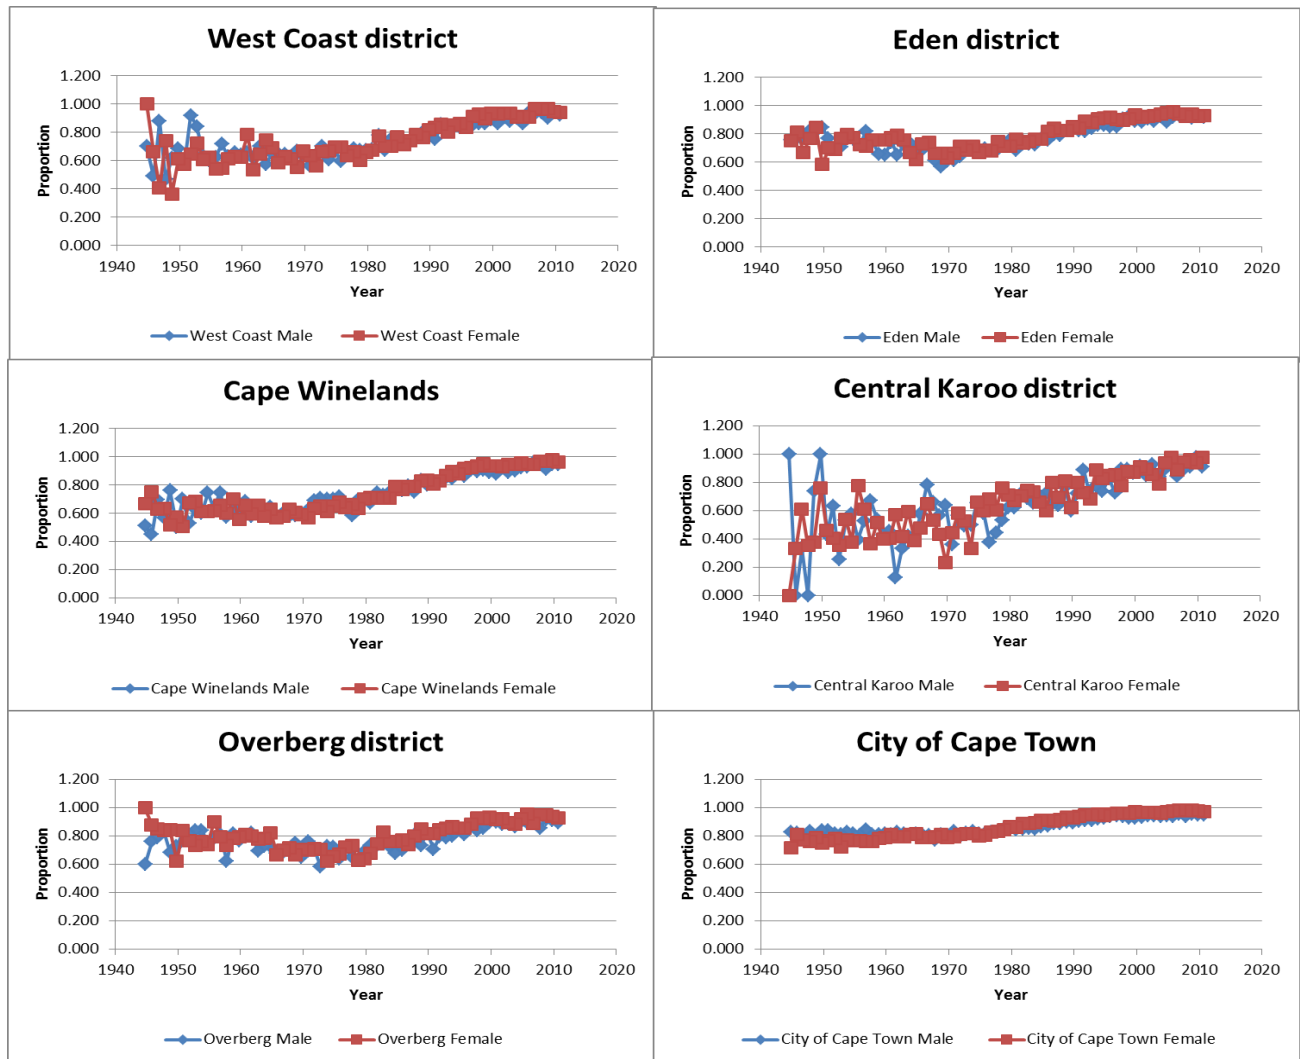 West Coast district
1.200
1.000
0.800
0.600
0.400
0.200
0.000
Proportion
1940 1950 1960 1970 1980 1990 2000 2010 2020
Year
West Coast Male West Coast Female
Eden district
1.200
1.000
0.800
0.600
0.400
0.200
0.000
Proportion
1940 1950 1960 1970 1980 1990 2000 2010 2020
Year
Eden Male Eden Female
Cape Winelands
1.200
1.000
0.800
0.600
0.400
0.200
0.000
Proportion
1940 1950 1960 1970 1980 1990 2000 2010 2020
Year
Cape Winelands Male Cape Winelands Female
Central Karoo district
1.200
1.000
0.800
0.600
0.400
0.200
0.000
Proportion
1940 1950 1960 1970 1980 1990 2000 2010 2020
Year
Central Karoo Male Central Karoo Female
Overberg district
1.200
1.000
0.800
0.600
0.400
0.200
0.000
Proportion
1940 1950 1960 1970 1980 1990 2000 2010 2020
Year
Overberg Male Overberg Female
City of Cape Town
1.200
1.000
0.800
0.600
0.400
0.200
0.000
Proportion
1940 1950 1960 1970 1980 1990 2000 2010 2020
Year
City of Cape Town Male City of Cape Town Female